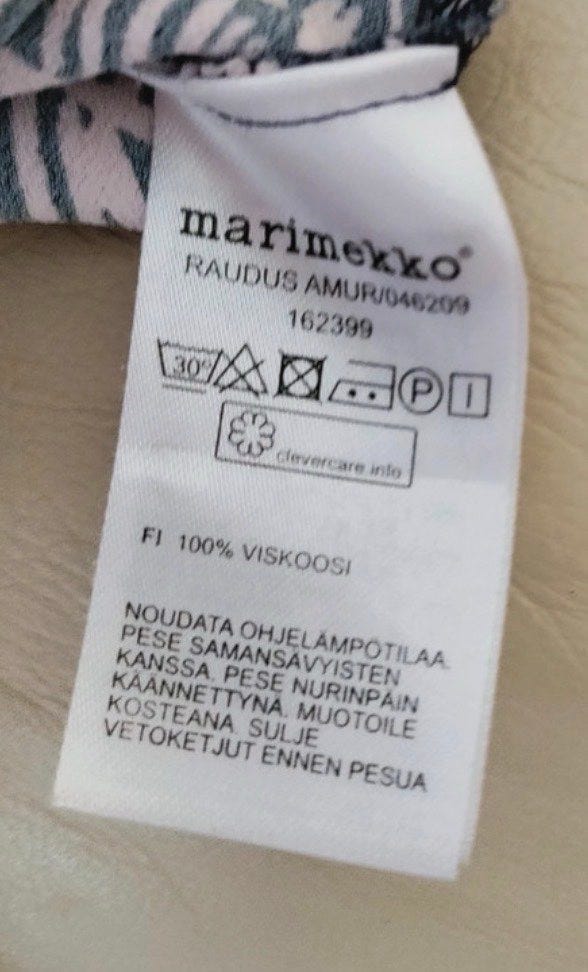 marimekko®
RAUDUS AMUR/046209
162399
30° P
clevercare.info
FI 100% VISKOOSI
NOUDATA OHJELÄMPÖTILAA.
PESE SAMANSÄVYISTEN
KANSSA. PESE NURINPÄIN
KÄÄNNETTYNÄ. MUOTOILE
KOSTEANA. SULJE
VETOKETJUT ENNEN PESUA